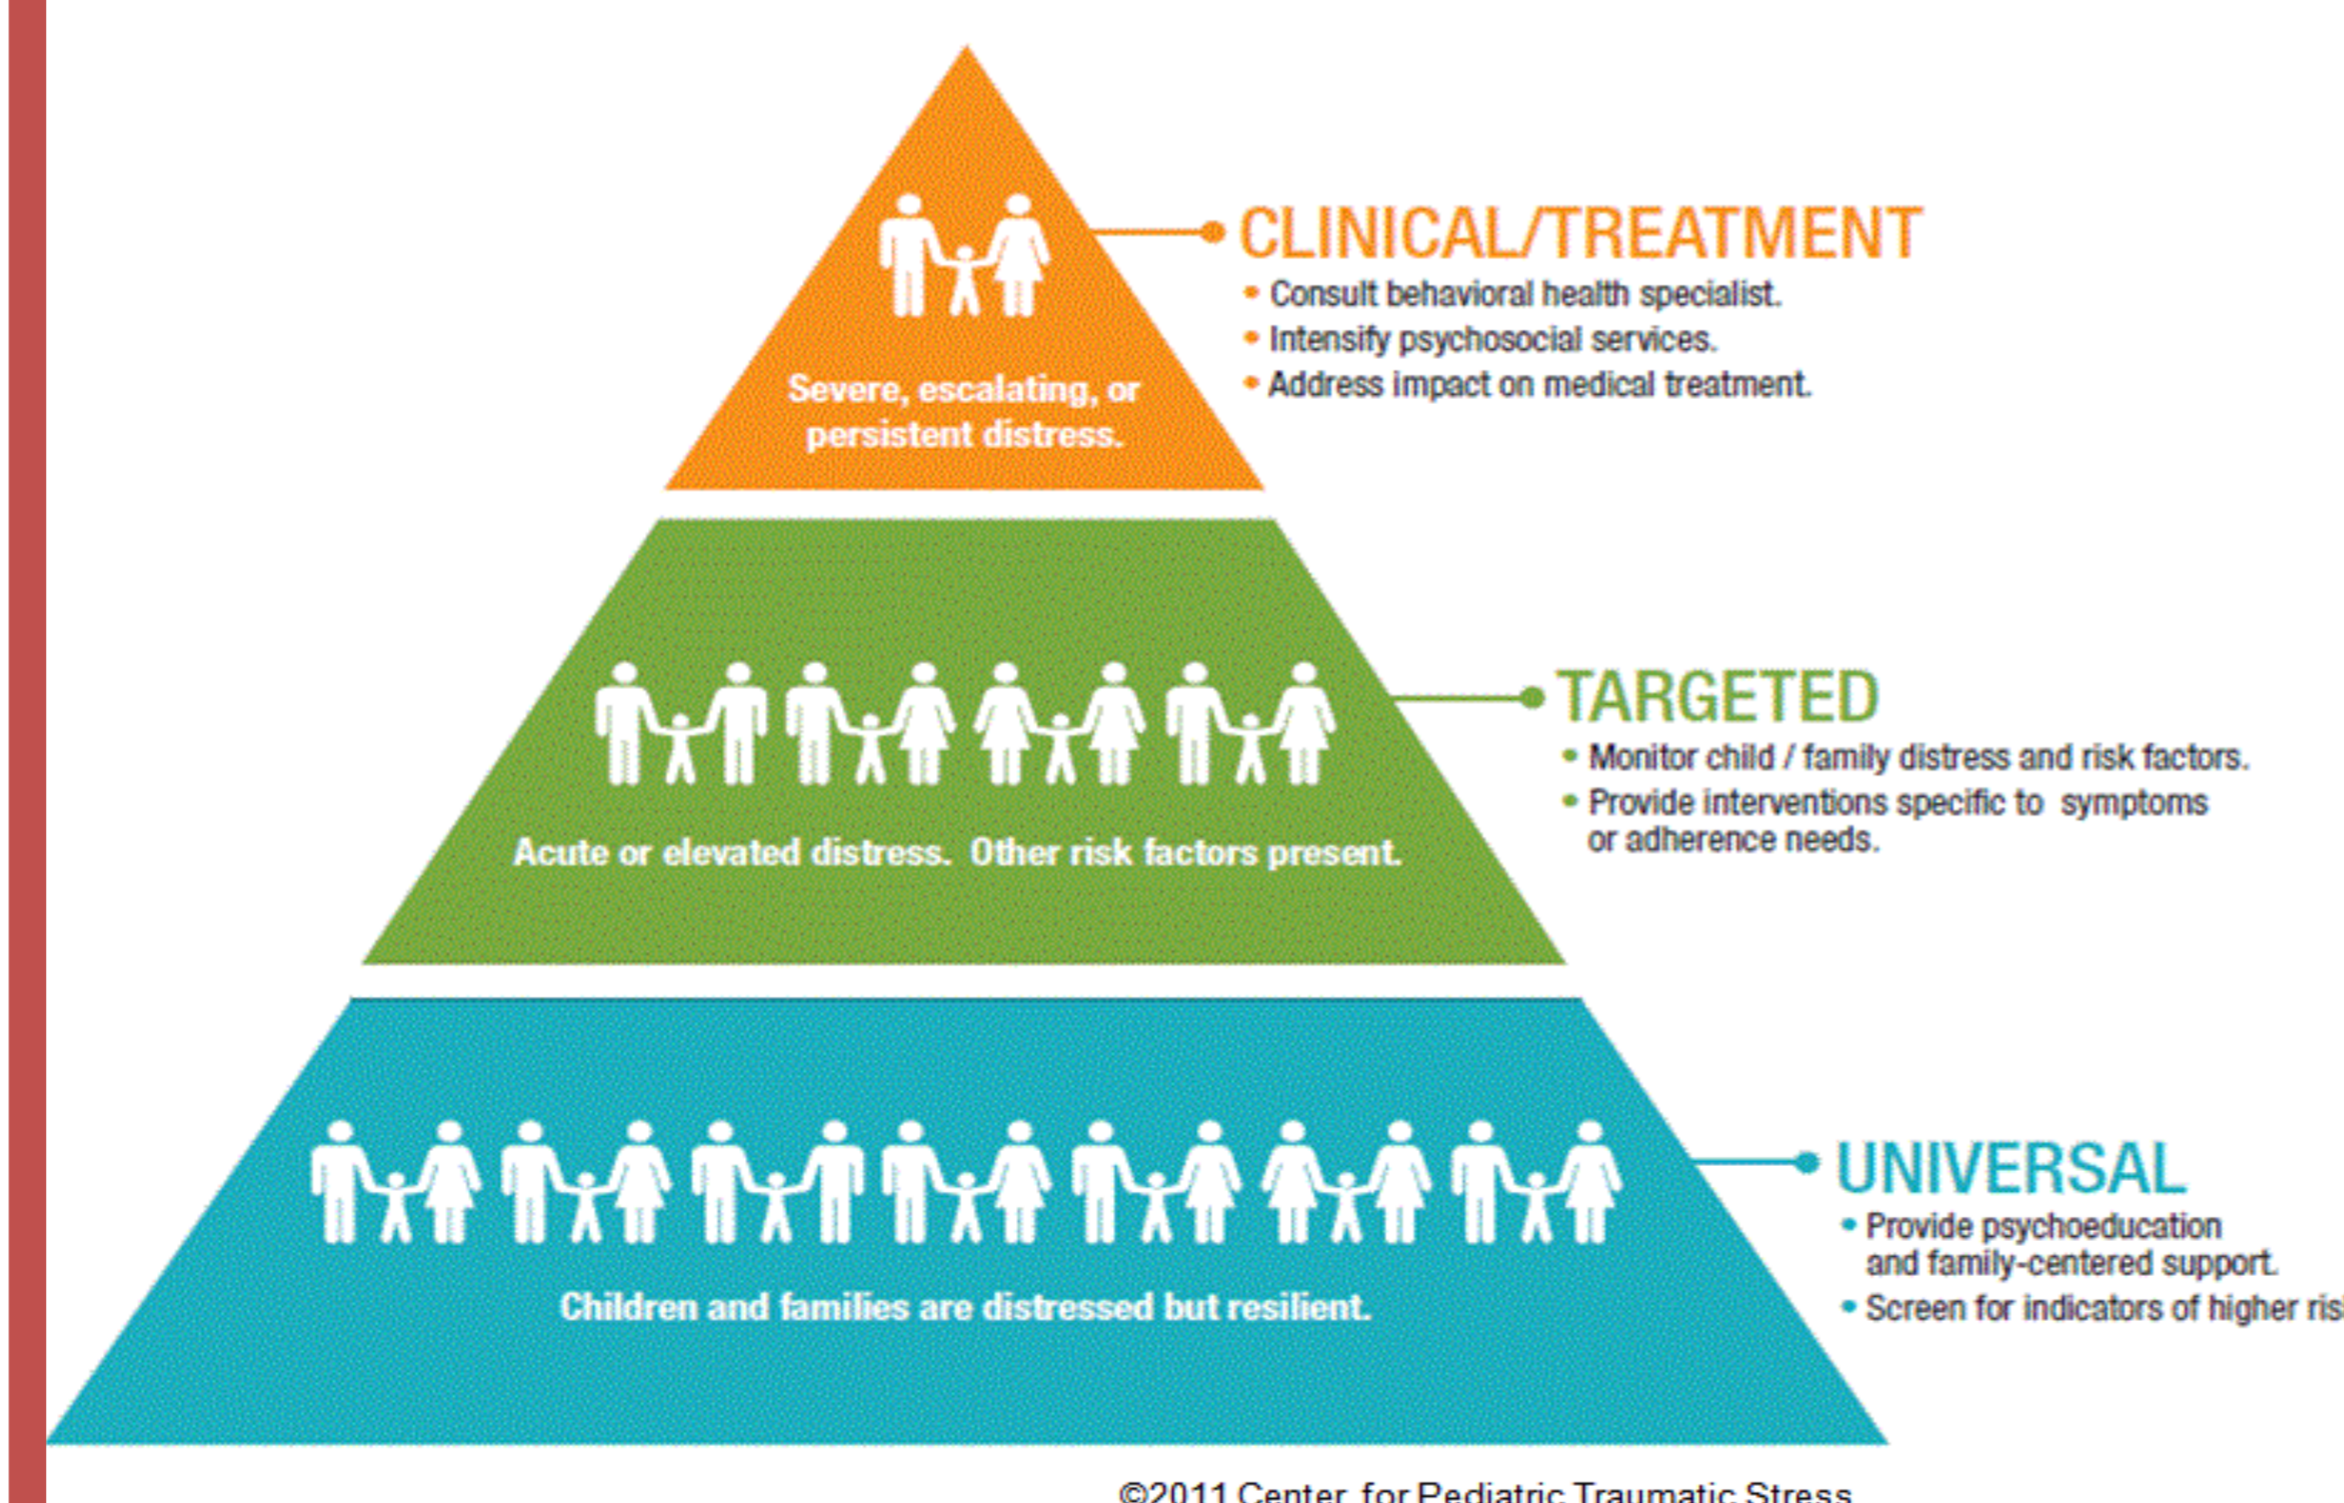 CLINICAL/TREATMENT
• Consult behavioral health specialist.
• Intensify psychosocial services.
• Address impact on medical treatment.
Severe, escalating, or
persistent distress.
TARGETED
• Monitor child / family distress and risk factors.
• Provide interventions specific to symptoms
or adherence needs.
Acute or elevated distress. Other risk factors present.
UNIVERSAL
• Provide psychoeducation
and family-centered support.
• Screen for indicators of higher
Children and families are distressed but resilient.
©2011 Center for Pediatric Traumatic Stress